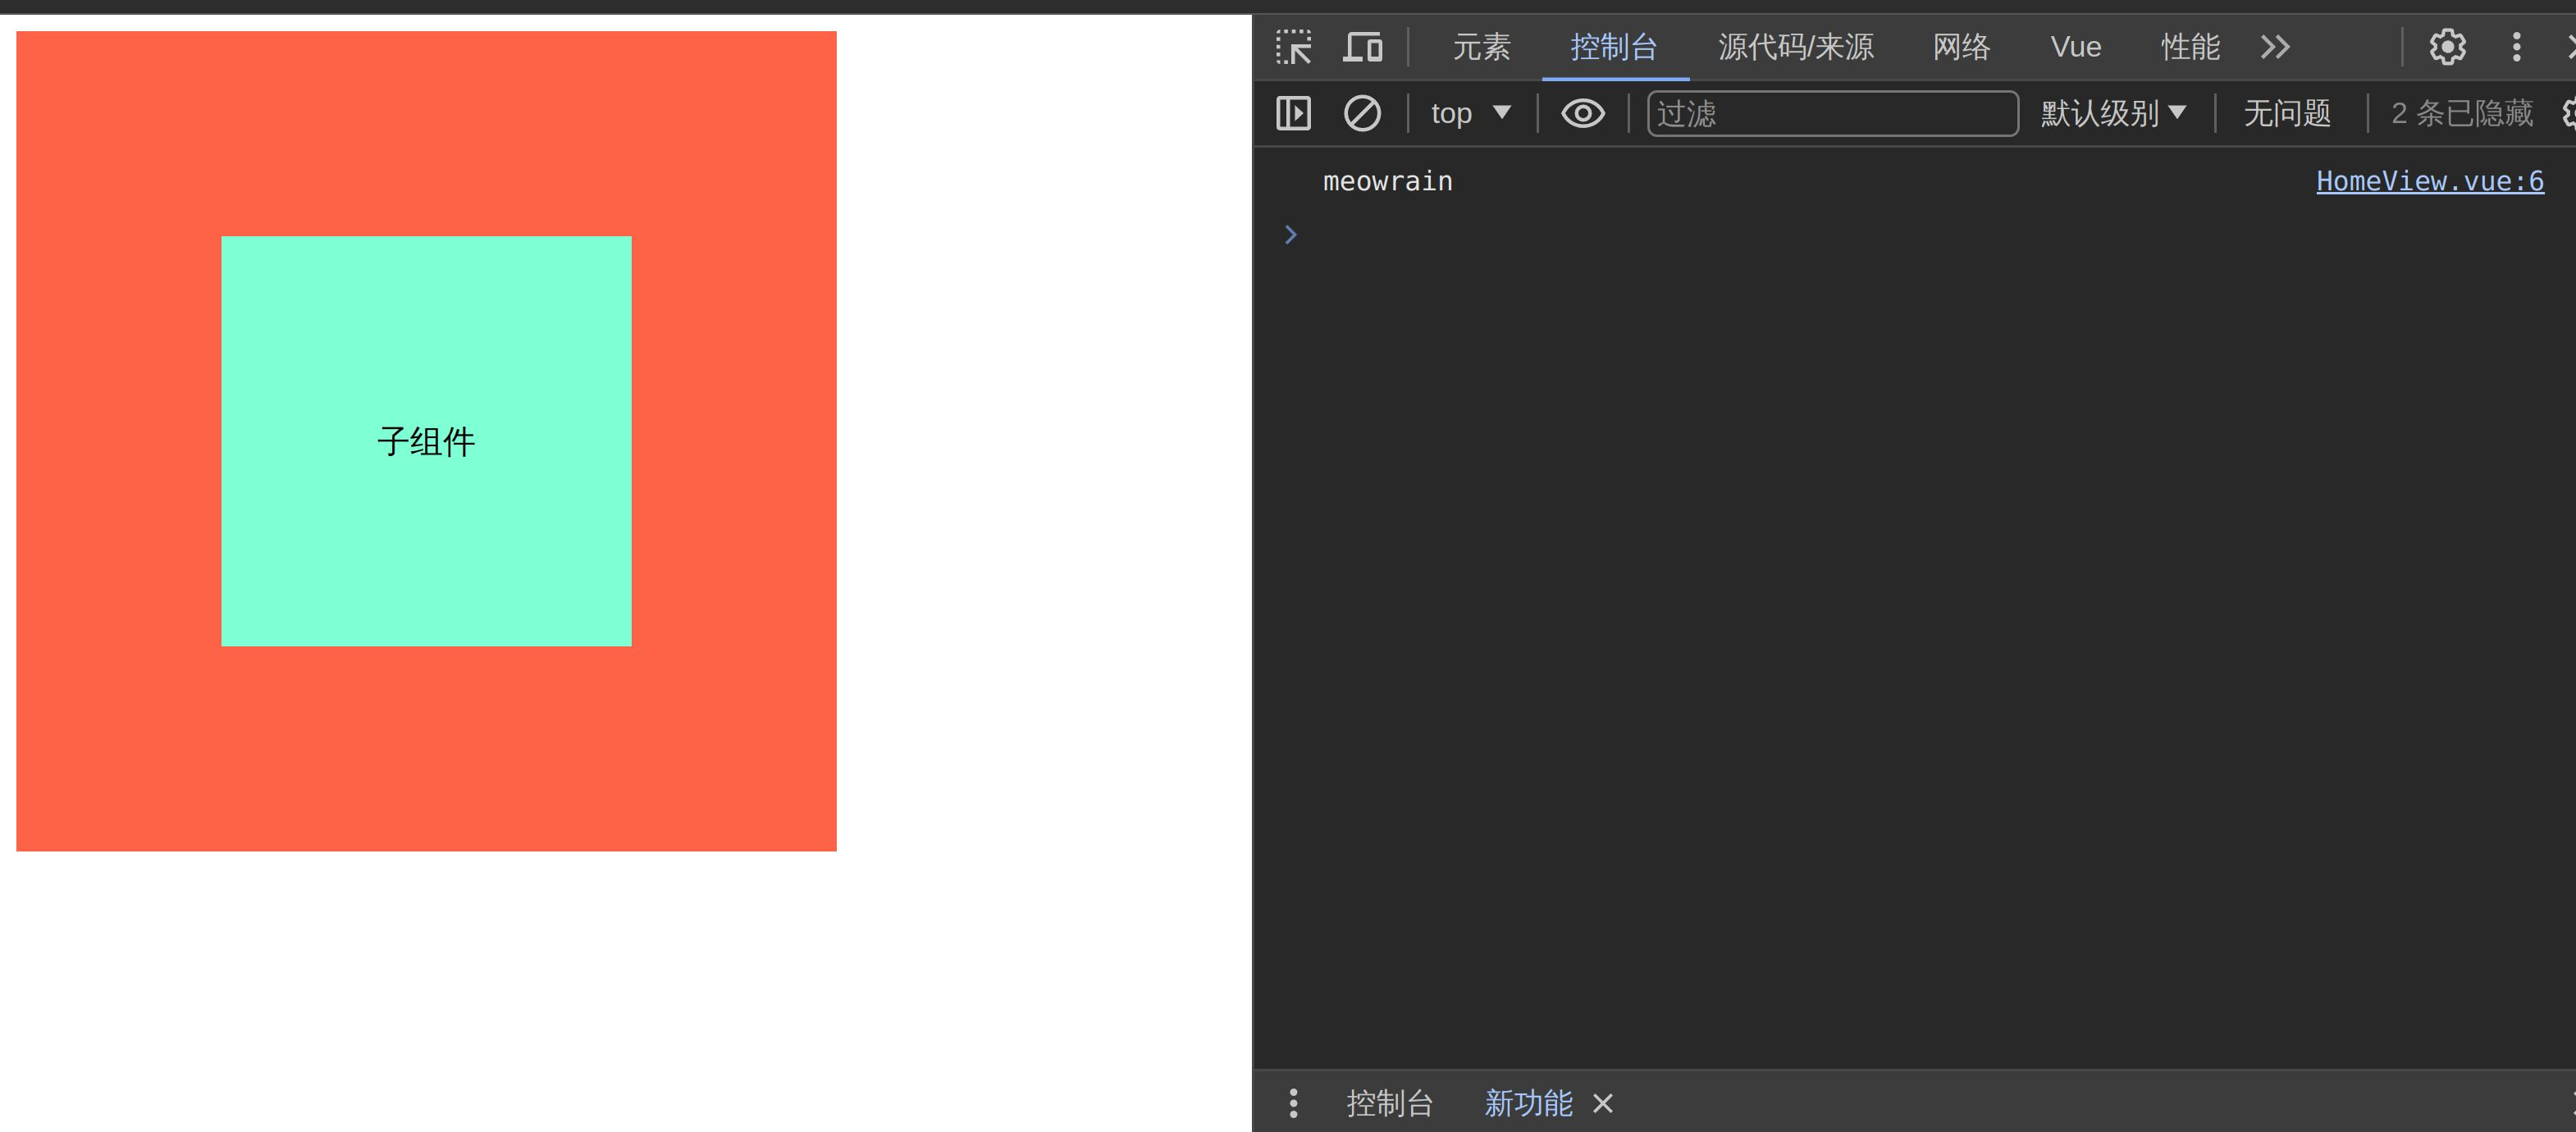 子组件
元素 控制台 源代码/来源 网络 Vue 性能
top 过滤 默认级别 无问题 2 条已隐藏
meowrain HomeView.vue:6
控制台 新功能